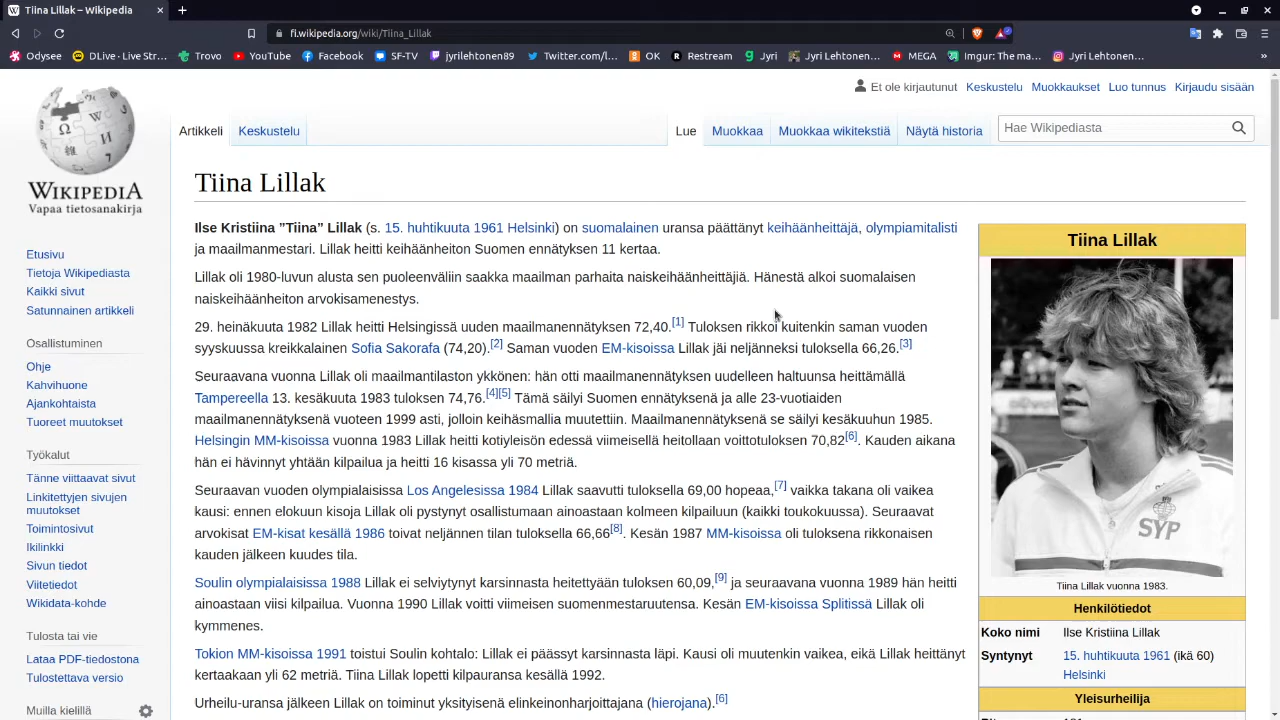 Tiina Lillak – Wikipedia
fi.wikipedia.org/wiki/Tiina_Lillak
Odysee
DLive · Live Str...
Trovo
YouTube
Facebook
SF-TV
jyrilehtonen89
Instagram
Twitter
OK
Restream
Gyri
Jyri Lehtonen...
MEGA
Imgur: The ma...
Jyri Lehtonen...
»
Et ole kirjautunut Keskustelu Muokkaukset Luo tunnus Kirjaudu sisään
Artikkeli Keskustelu Lue Muokkaa Muokkaa wikitekstiä Näytä historia Hae Wikipediasta
WIKIPEDIA
Vapaa tietosanakirja
Etusivu
Tietoja Wikipediasta
Kaikki sivut
Satunnainen artikkeli
Osallistuminen
Ohje
Kahvihuone
Ajankohtaista
Tuoreet muutokset
Työkalut
Tänne viittaavat sivut
Linkitettyjen sivujen
muutokset
Toimintosivut
Ikilinkki
Sivun tiedot
Viitetiedot
Wikidata-kohde
Tulosta tai vie
Lataa PDF-tiedostona
Tulostettava versio
Muilla kielillä
Tiina Lillak
Ilse Kristiina ”Tiina” Lillak (s. 15. huhtikuuta 1961 Helsinki) on suomalainen uransa päättänyt keihäänheittäjä, olympiamitalisti
ja maailmanmestari. Lillak heitti keihäänheiton Suomen ennätyksen 11 kertaa.
Lillak oli 1980-luvun alusta sen puoleenväliin saakka maailman parhaita naiskeihäänheittäjiä. Hänestä alkoi suomalaisen
naiskeihäänheiton arvokisamenestys.
29. heinäkuuta 1982 Lillak heitti Helsingissä uuden maailmanennätyksen 72,40.[1] Tuloksen rikkoi kuitenkin saman vuoden
syyskuussa kreikkalainen Sofia Sakorafa (74,20).[2] Saman vuoden EM-kisoissa Lillak jäi neljänneksi tuloksella 66,26.[3]
Seuraavana vuonna Lillak oli maailmantilaston ykkönen: hän otti maailmanennätyksen uudelleen haltuunsa heittämällä
Tampereella 13. kesäkuuta 1983 tuloksen 74,76.[4][5] Tämä säilyi Suomen ennätyksenä ja alle 23-vuotiaiden
maailmanennätyksenä vuoteen 1999 asti, jolloin keihäsmallia muutettiin. Maailmanennätyksenä se säilyi kesäkuuhun 1985.
Helsingin MM-kisoissa vuonna 1983 Lillak heitti kotiyleisön edessä viimeisellä heitollaan voittotuloksen 70,82[6]. Kauden aikana
hän ei hävinnyt yhtään kilpailua ja heitti 16 kisassa yli 70 metriä.
Seuraavan vuoden olympialaisissa Los Angelesissa 1984 Lillak saavutti tuloksella 69,00 hopeaa,[7] vaikka takana oli vaikea
kausi: ennen elokuun kisoja Lillak oli pystynyt osallistumaan ainoastaan kolmeen kilpailuun (kaikki toukokuussa). Seuraavat
arvokisat EM-kisat kesällä 1986 toivat neljännen tilan tuloksella 66,66[8]. Kesän 1987 MM-kisoissa oli tuloksena rikkonaisen
kauden jälkeen kuudes tila.
Soulin olympialaisissa 1988 Lillak ei selviytynyt karsinnasta heitettyään tuloksen 60,09,[9] ja seuraavana vuonna 1989 hän heitti
ainoastaan viisi kilpailua. Vuonna 1990 Lillak voitti viimeisen suomenmestaruutensa. Kesän EM-kisoissa Splitissä Lillak oli
kymmenes.
Tokion MM-kisoissa 1991 toistui Soulin kohtalo: Lillak ei päässyt karsinnasta läpi. Kausi oli muutenkin vaikea, eikä Lillak heittänyt
kertaakaan yli 62 metriä. Tiina Lillak lopetti kilpauransa kesällä 1992.
Urheilu-uransa jälkeen Lillak on toiminut yksityisenä elinkeinonharjoittajana (hierojana).[6]
Tiina Lillak
SYP
Tiina Lillak vuonna 1983.
Henkilötiedot
Koko nimi Ilse Kristiina Lillak
Syntynyt 15. huhtikuuta 1961 (ikä 60)
Helsinki
Yleisurheilija